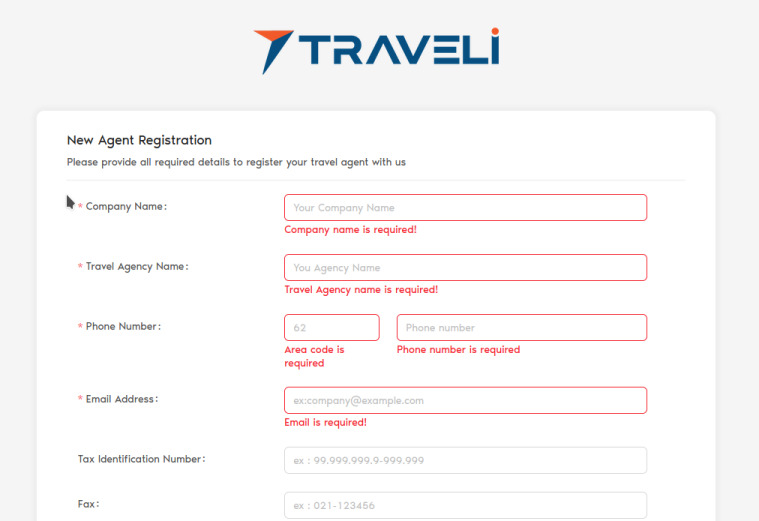 TRAVELI
New Agent Registration
Please provide all required details to register your travel agent with us
* Company Name:
Your Company Name
Company name is required!
* Travel Agency Name:
You Agency Name
Travel Agency name is required!
* Phone Number:
62
Phone number
Area code is
required
Phone number is required
* Email Address:
ex:company@example.com
Email is required!
Tax Identification Number:
ex : 99.999.999.9-999.999
Fax:
ex : 021-123456